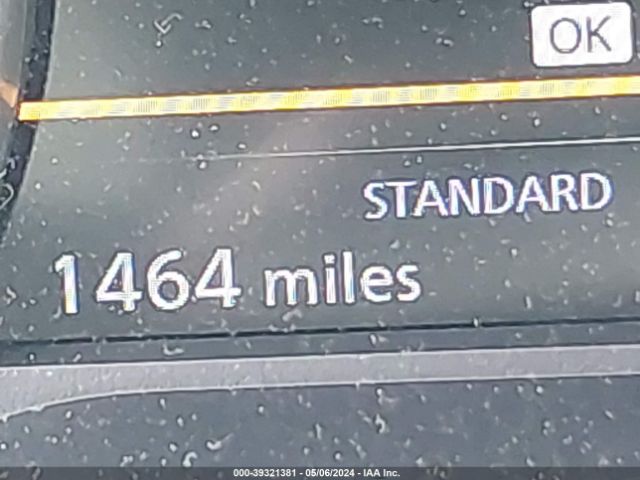 OK
STANDARD
1464 miles
000-39321381 - 05/06/2024 - IAA Inc.